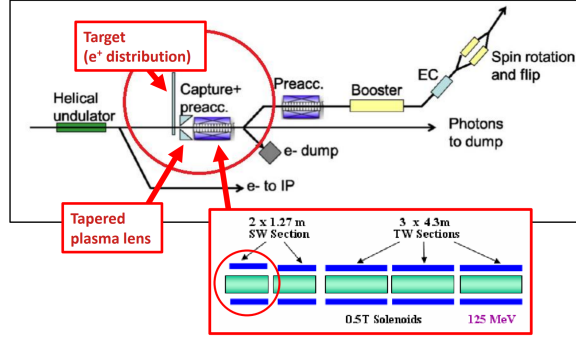 Target
(e⁺ distribution)
Capture+
preacc.
Helical
undulator
Preacc.
Booster
EC
Spin rotation
and flip
Photons
to dump
e- dump
e- to IP
Tapered
plasma lens
2 x 1.27 m
SW Section
3 x 4.3m
TW Sections
0.5T Solenoids
125 MeV